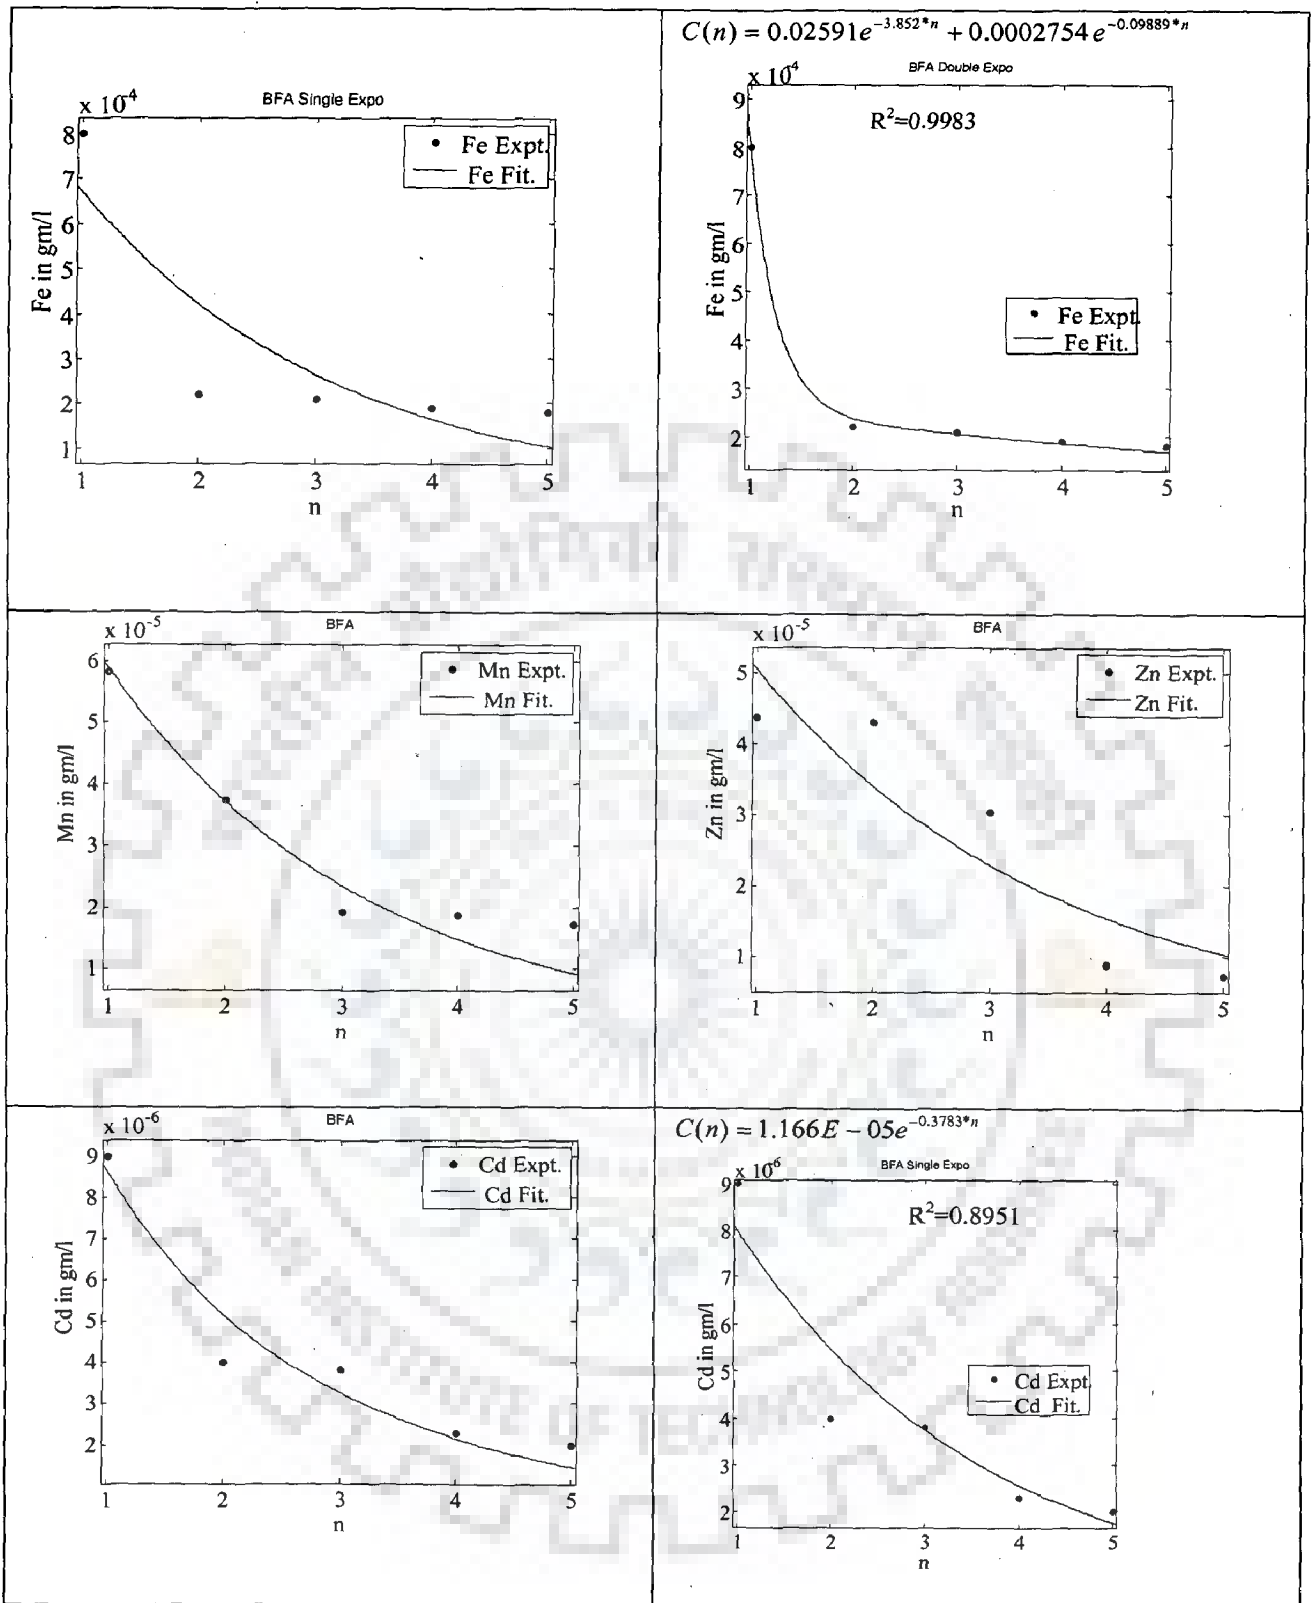 C(n) = 0.02591e^{-3.852*n} + 0.0002754e^{-0.09889*n}
x 10^{-4}
BFA Single Expo
Fe Expt.
Fe Fit.
8
7
6
5
4
3
2
1
Fe in gm/l
1 2 3 4 5
n
x 10^{-4}
BFA Double Expo
R^2=0.9983
Fe Expt.
Fe Fit.
9
8
7
6
5
4
3
2
Fe in gm/l
1 2 3 4 5
n
x 10^{-5}
BFA
Mn Expt.
Mn Fit.
6
5
4
3
2
1
Mn in gm/l
1 2 3 4 5
n
x 10^{-5}
BFA
Zn Expt.
Zn Fit.
5
4
3
2
1
Zn in gm/l
1 2 3 4 5
n
x 10^{-6}
BFA
Cd Expt.
Cd Fit.
9
8
7
6
5
4
3
2
Cd in gm/l
1 2 3 4 5
n
C(n) = 1.166E - 05e^{-0.3783*n}
x 10^{-6}
BFA Single Expo
R^2=0.8951
Cd Expt.
Cd Fit.
9
8
7
6
5
4
3
2
Cd in gm/l
1 2 3 4 5
n